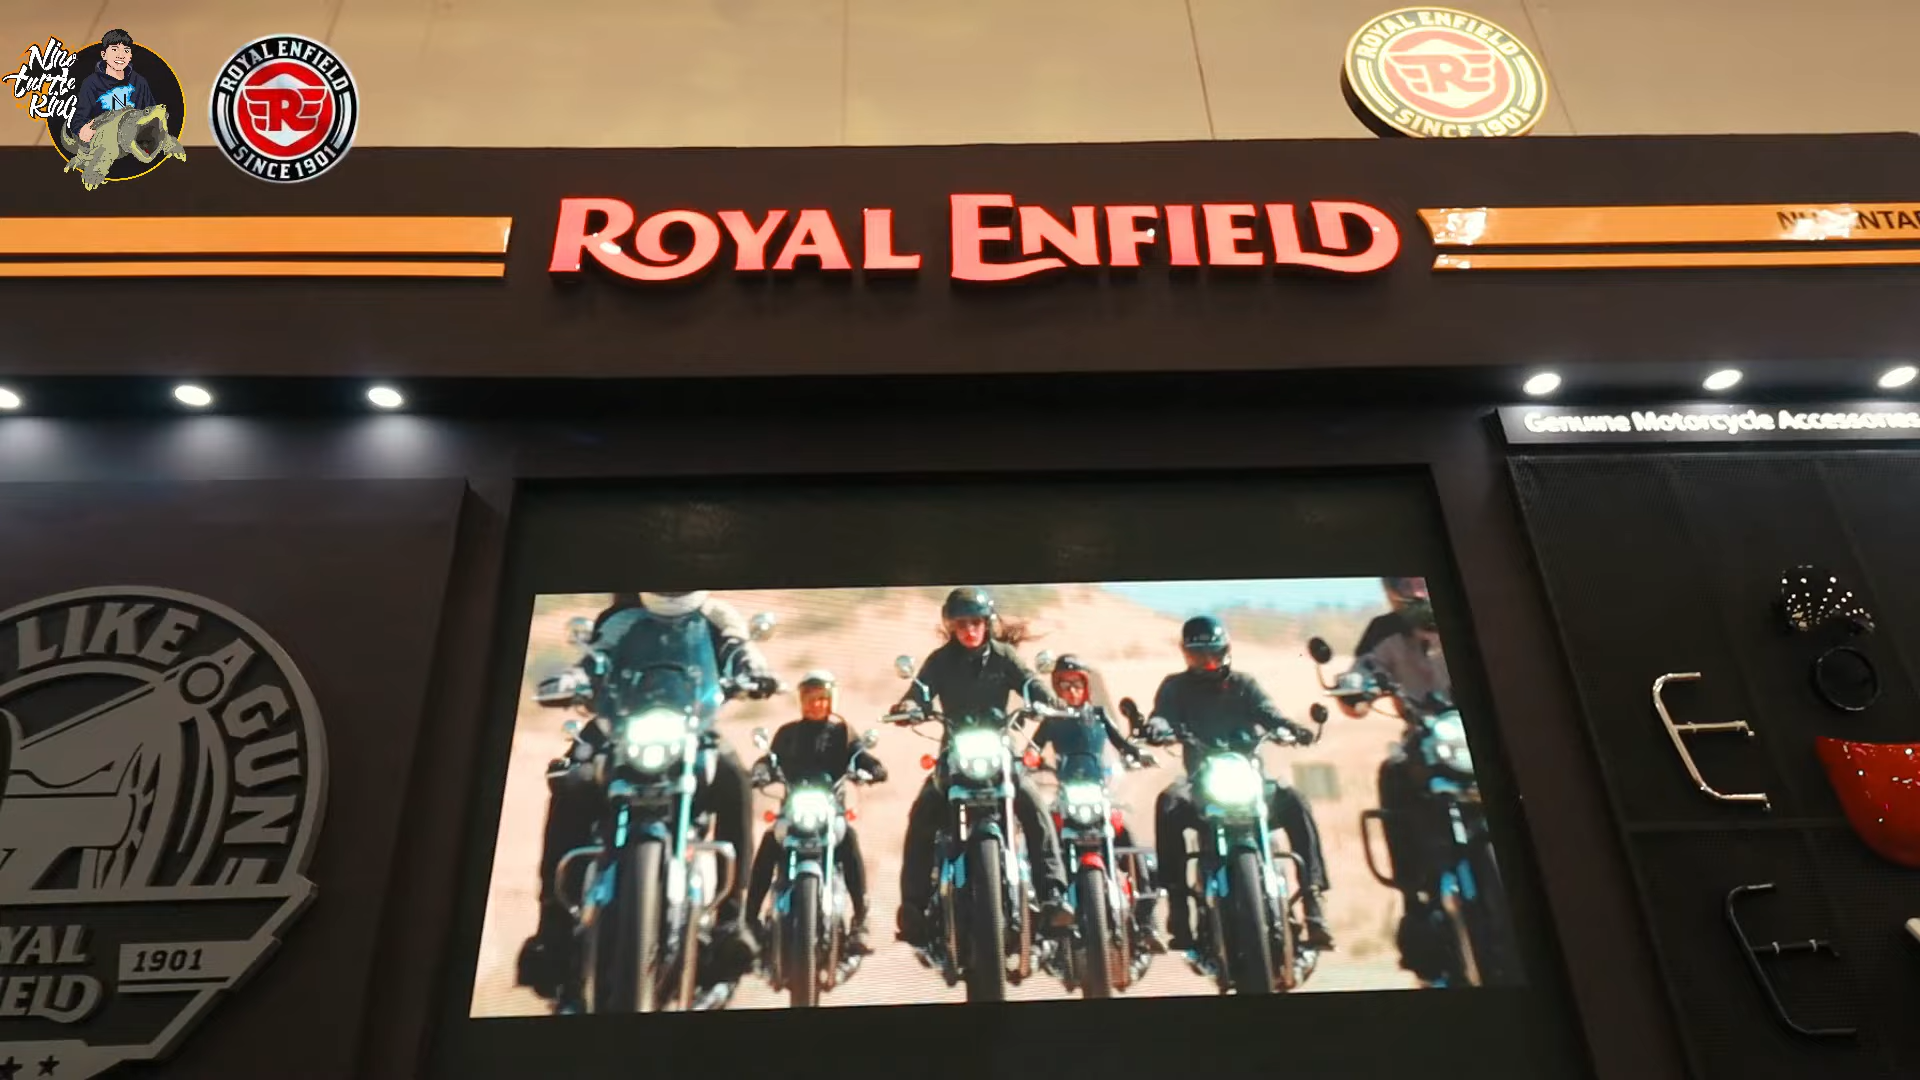 Nine
turtle
King
ROYAL ENFIELD
R
SINCE 1901
ROYAL ENFIELD
R
SINCE 1901
ROYAL ENFIELD
Genuine Motorcycle Accessories
LIKE A GUN
1901